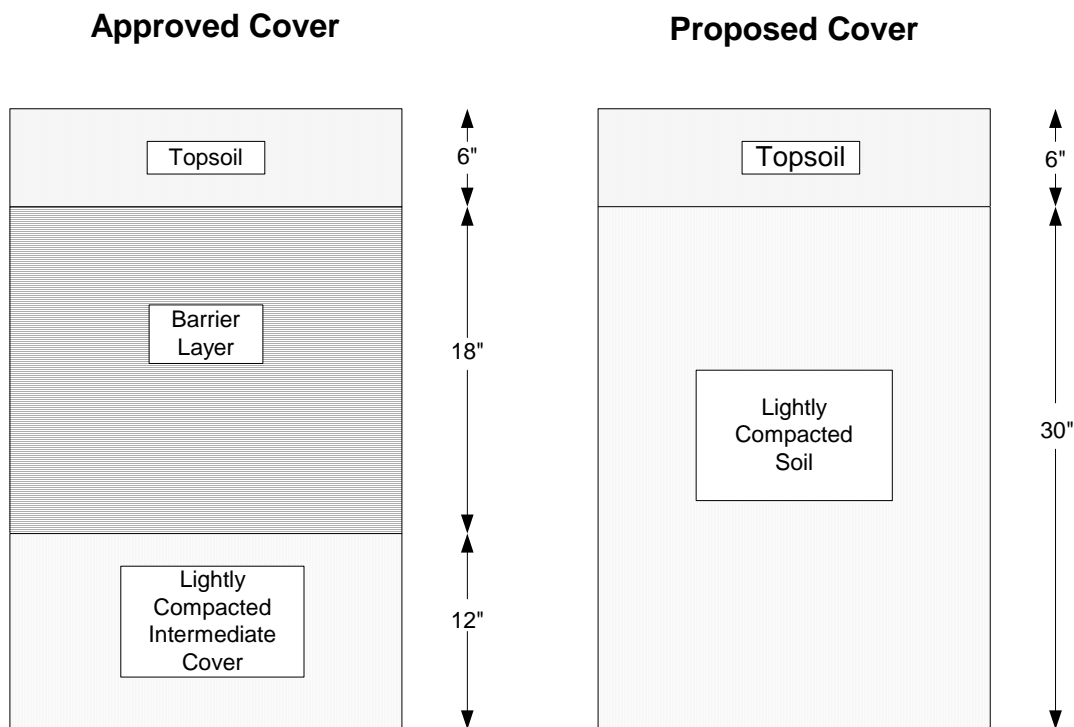 Approved Cover
Topsoil
6"
Barrier
Layer
18"
Lightly
Compacted
Intermediate
Cover
12"
Proposed Cover
Topsoil
6"
Lightly
Compacted
Soil
30"